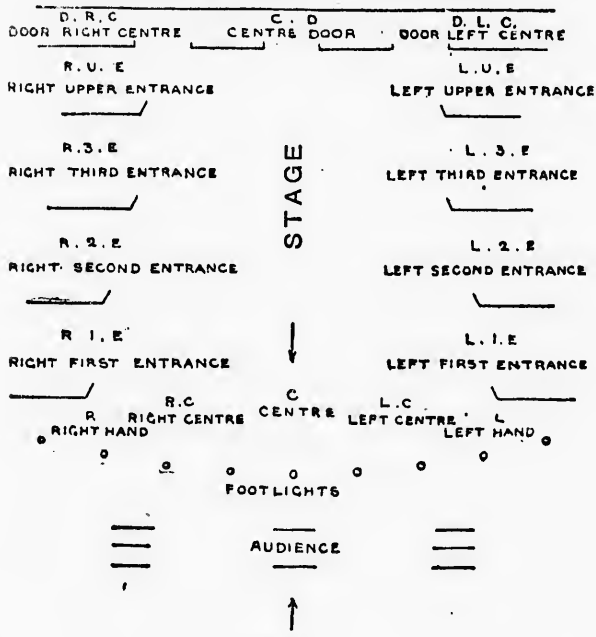 D.R.C C.D D.L.C.
DOOR RIGHT CENTRE CENTRE DOOR DOOR LEFT CENTRE
R.U.E L.U.E
RIGHT UPPER ENTRANCE LEFT UPPER ENTRANCE
R.3.E L.3.E
RIGHT THIRD ENTRANCE LEFT THIRD ENTRANCE
STAGE
R.2.E L.2.E
RIGHT SECOND ENTRANCE LEFT SECOND ENTRANCE
R 1.E L.1.E
RIGHT FIRST ENTRANCE LEFT FIRST ENTRANCE
R R.C C L.C L
RIGHT HAND RIGHT CENTRE CENTRE LEFT CENTRE LEFT HAND
FOOTLIGHTS
AUDIENCE